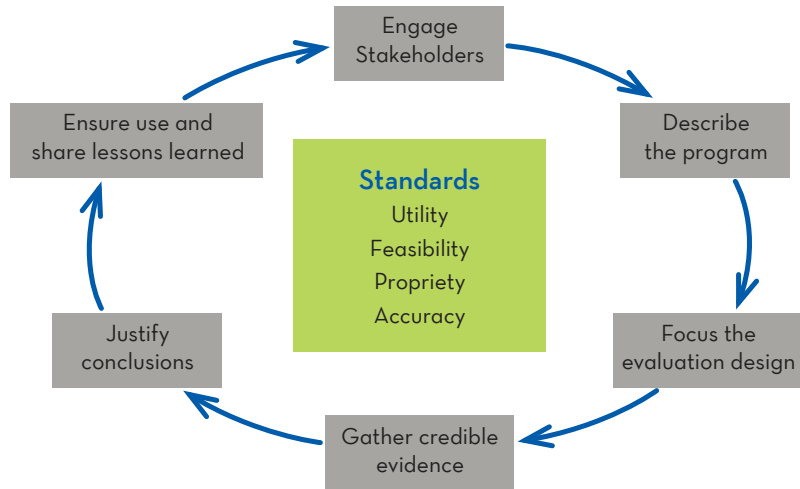 Engage
Stakeholders
Describe
the program
Focus the
evaluation design
Gather credible
evidence
Justify
conclusions
Ensure use and
share lessons learned
Standards
Utility
Feasibility
Propriety
Accuracy